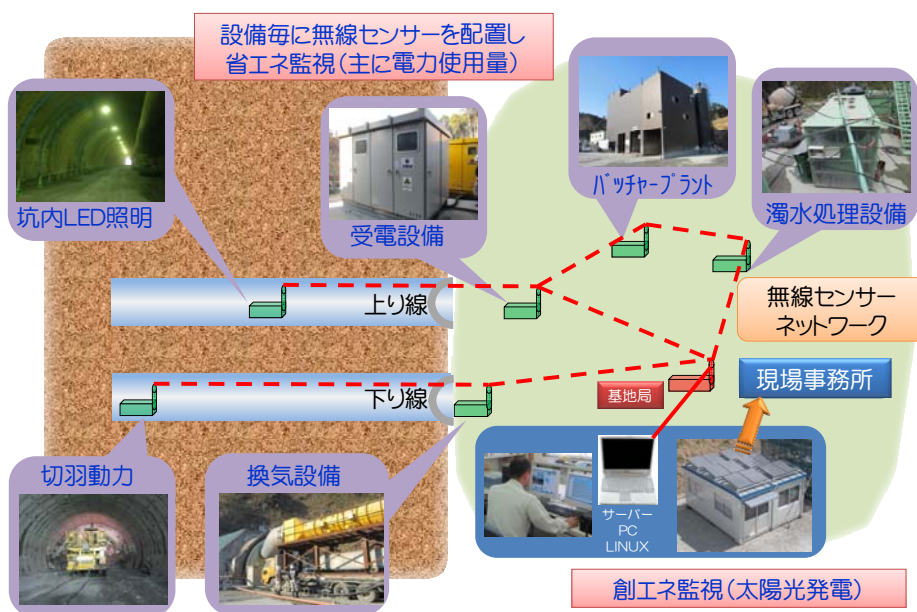 設備毎に無線センサーを配置し
省エネ監視（主に電力使用量）
坑内LED照明
受電設備
ﾊﾞｯﾁｬｰﾌﾟﾗﾝﾄ
濁水処理設備
上り線
無線センサー
ネットワーク
下り線
基地局
現場事務所
切羽動力
換気設備
サーバー
PC
LINUX
創エネ監視（太陽光発電）